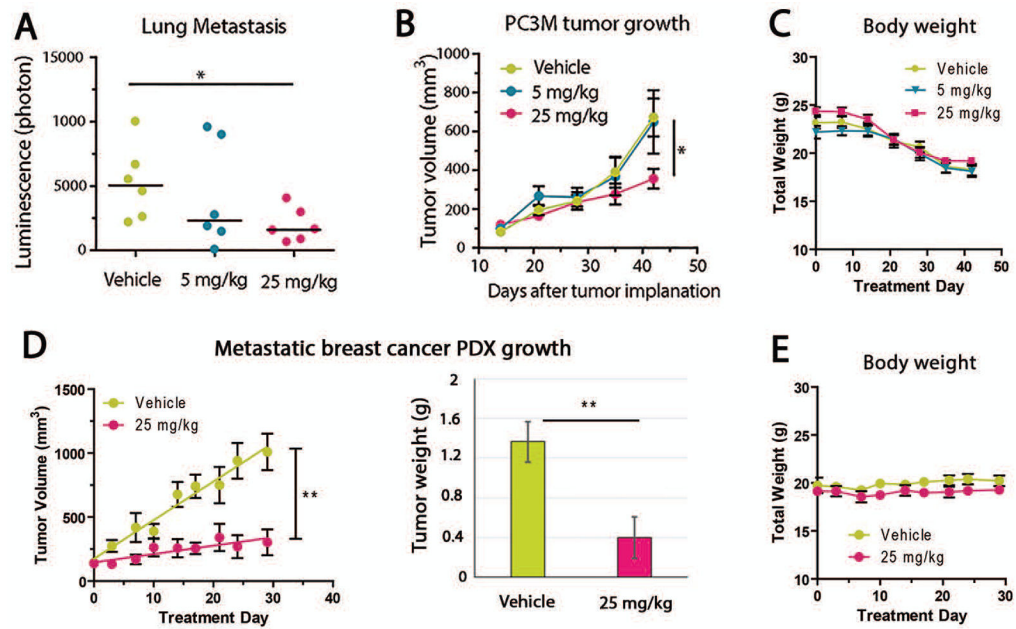 A
Lung Metastasis
Luminescence (photon)
15000
1000
5000
0
*
Vehicle
5 mg/kg
25 mg/kg
B
PC3M tumor growth
Tumor volume (mm3)
1000
800
600
400
200
0
Vehicle
5 mg/kg
25 mg/kg
*
10
20
30
40
50
Days after tumor implanation
C
Body weight
Total Weight (g)
30
25
20
15
10
Vehicle
5 mg/kg
25 mg/kg
0
10
20
30
40
50
Treatment Day
D
Metastatic breast cancer PDX growth
Tumor Volume (mm3)
1500
1000
500
0
Vehicle
25 mg/kg
**
0
10
20
30
40
Treatment Day
Tumor weight (g)
2
1.6
1.2
0.8
0.4
0
**
Vehicle
25 mg/kg
E
Body weight
Total Weight (g)
30
25
20
15
10
Vehicle
25 mg/kg
0
10
20
30
Treatment Day